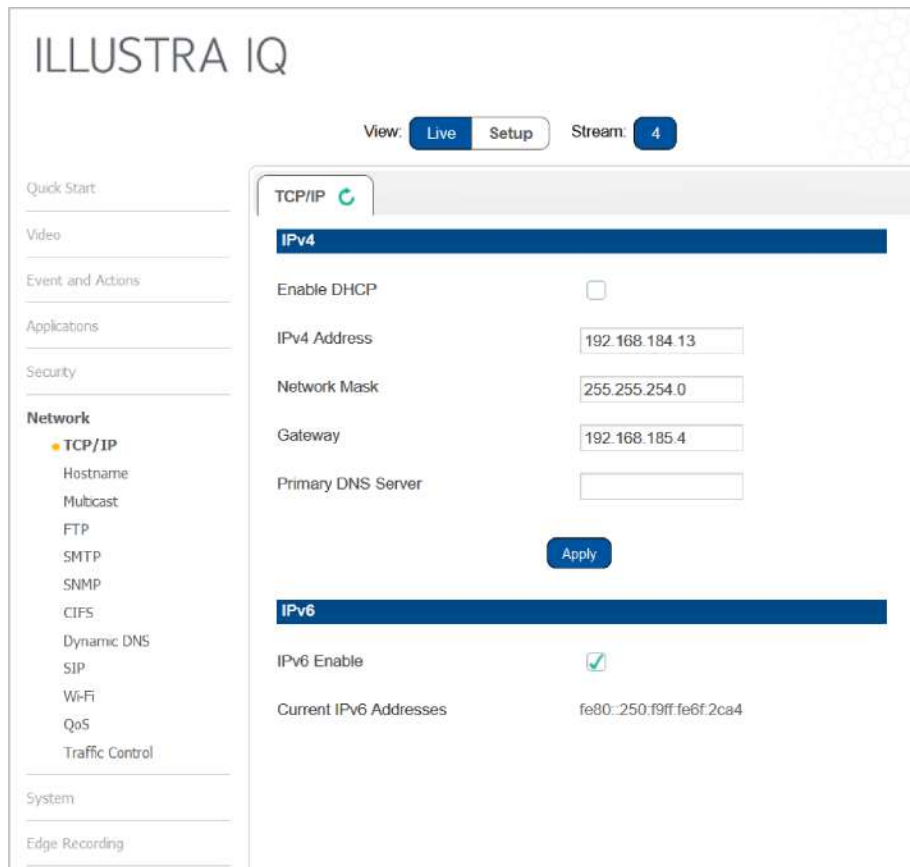 ILLUSTRA IQ
View: Live Setup Stream: 4
Quick Start
Video
Event and Actions
Applications
Security
Network
TCP/IP
Hostname
Multicast
FTP
SMTP
SNMP
CIFS
Dynamic DNS
SIP
Wi-Fi
QoS
Traffic Control
System
Edge Recording
TCP/IP
IPv4
Enable DHCP
IPv4 Address 192.168.184.13
Network Mask 255.255.254.0
Gateway 192.168.185.4
Primary DNS Server
Apply
IPv6
IPv6 Enable
Current IPv6 Addresses fe80::250:f9ff:fe6f:2ca4